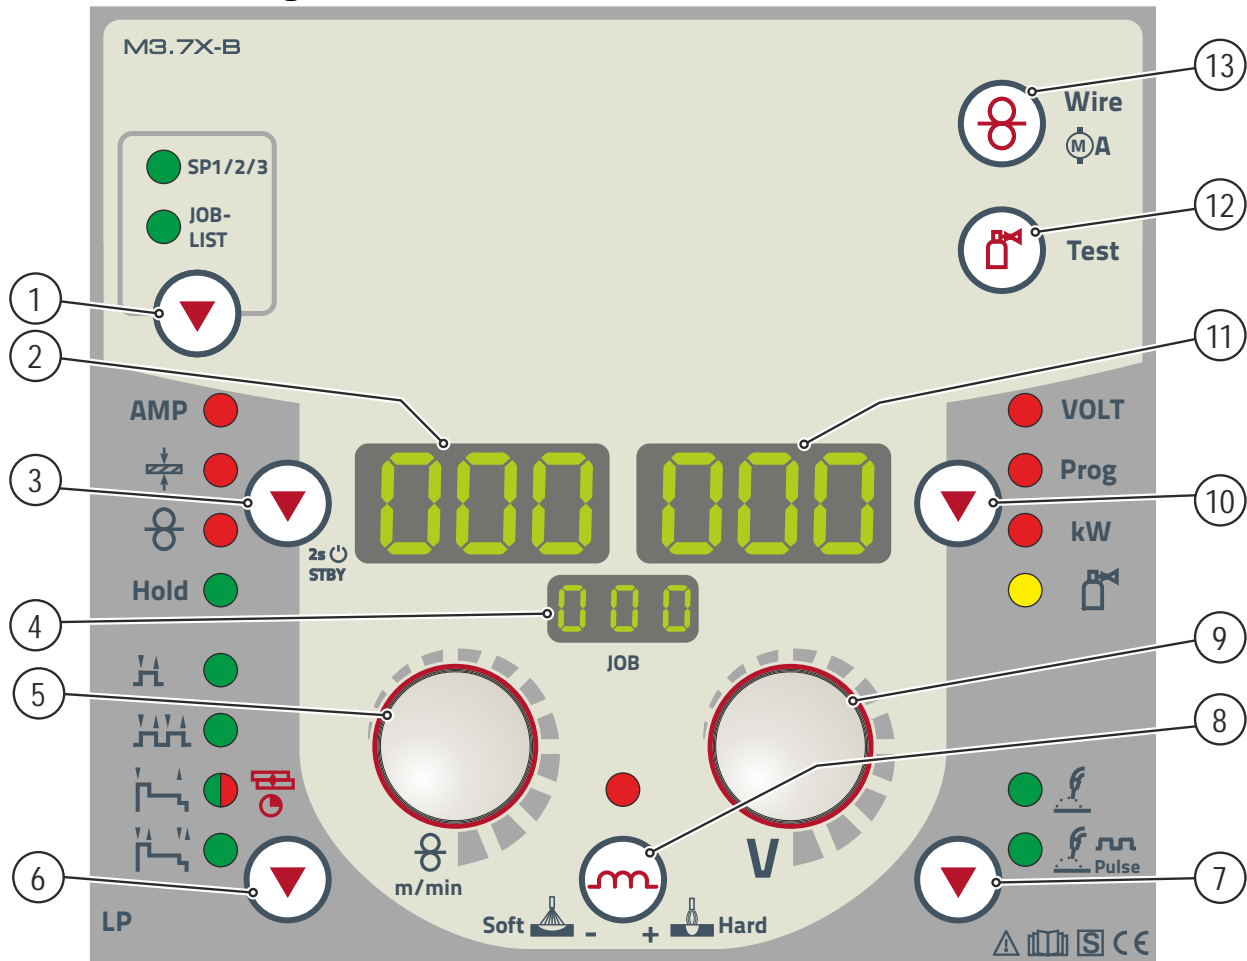 M3.7X-B
13
Wire
M A
SP1/2/3
JOB-
LIST
12
Test
1
2
11
AMP
VOLT
3
000
000
Prog
10
kW
2s
STBY
Hold
4
000
JOB
9
5
8
m/min
V
Pulse
6
7
LP
Soft - + Hard
S CE